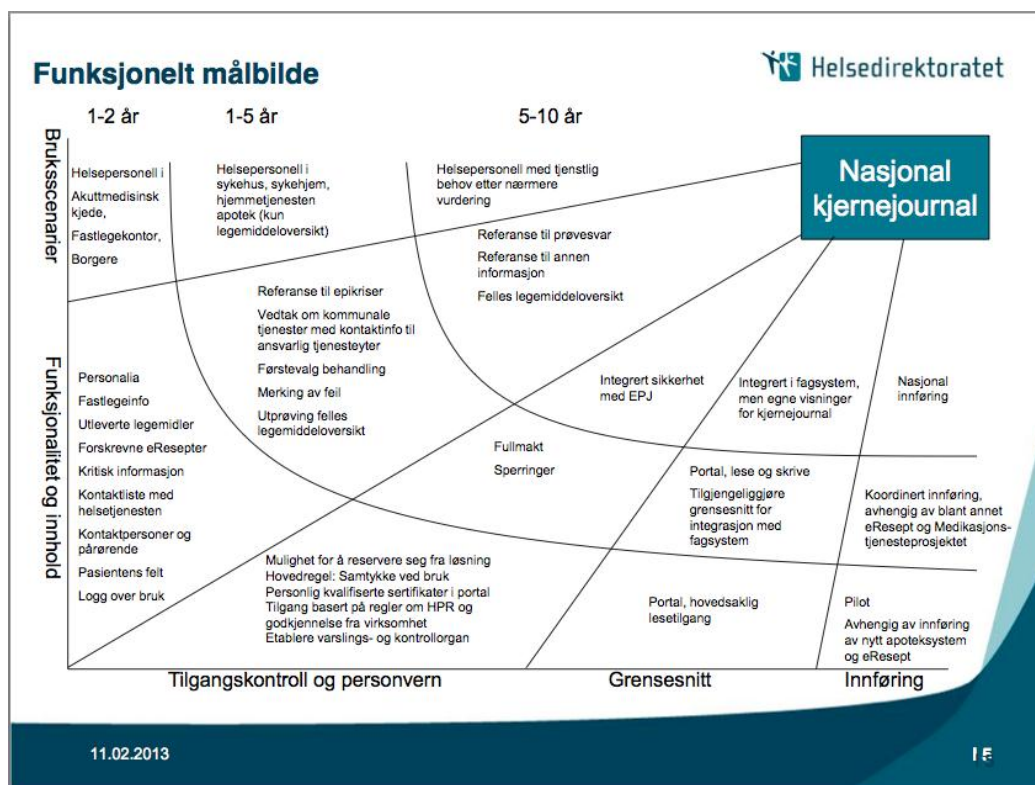 Funksjonelt målbilde
Helsedirektoratet
1-2 år
1-5 år
5-10 år
Bruksscenarier
Helsepersonell i
Akuttmedisinsk
kjede,
Fastlegekontor,
Borgere
Helsepersonell i
sykehus, sykehjem,
hjemmetjenesten
apotek (kun
legemiddeloversikt)
Helsepersonell med tjenstlig
behov etter nærmere
vurdering
Nasjonal
kjernejournal
Referanse til prøvesvar
Referanse til annen
informasjon
Felles legemiddeloversikt
Funksjonalitet og innhold
Referanse til epikriser
Vedtak om kommunale
tjenester med kontaktinfo til
ansvarlig tjenesteyter
Førstevalg behandling
Merking av feil
Utprøving felles
legemiddeloversikt
Personalia
Fastlegeinfo
Utleverte legemidler
Forskrevne eResepter
Kritisk informasjon
Kontaktliste med
helsetjenesten
Kontaktpersoner og
pårørende
Pasientens felt
Logg over bruk
Integrert sikkerhet
med EPJ
Integrert i fagsystem,
men egne visninger
for kjernejournal
Nasjonal
innføring
Fullmakt
Sperringer
Portal, lese og skrive
Tilgjengeliggjøre
grensesnitt for
integrasjon med
fagsystem
Koordinert innføring,
avhengig av blant annet
eResept og Medikasjons-
tjenesteprosjektet
Mulighet for å reservere seg fra løsning
Hovedregel: Samtykke ved bruk
Personlig kvalifiserte sertifikater i portal
Tilgang basert på regler om HPR og
godkjennelse fra virksomhet
Etablere varslings- og kontrollorgan
Portal, hovedsaklig
lesetilgang
Pilot
Avhengig av innføring
av nytt apoteksystem
og eResept
Tilgangskontroll og personvern
Grensesnitt
Innføring
11.02.2013
| 5